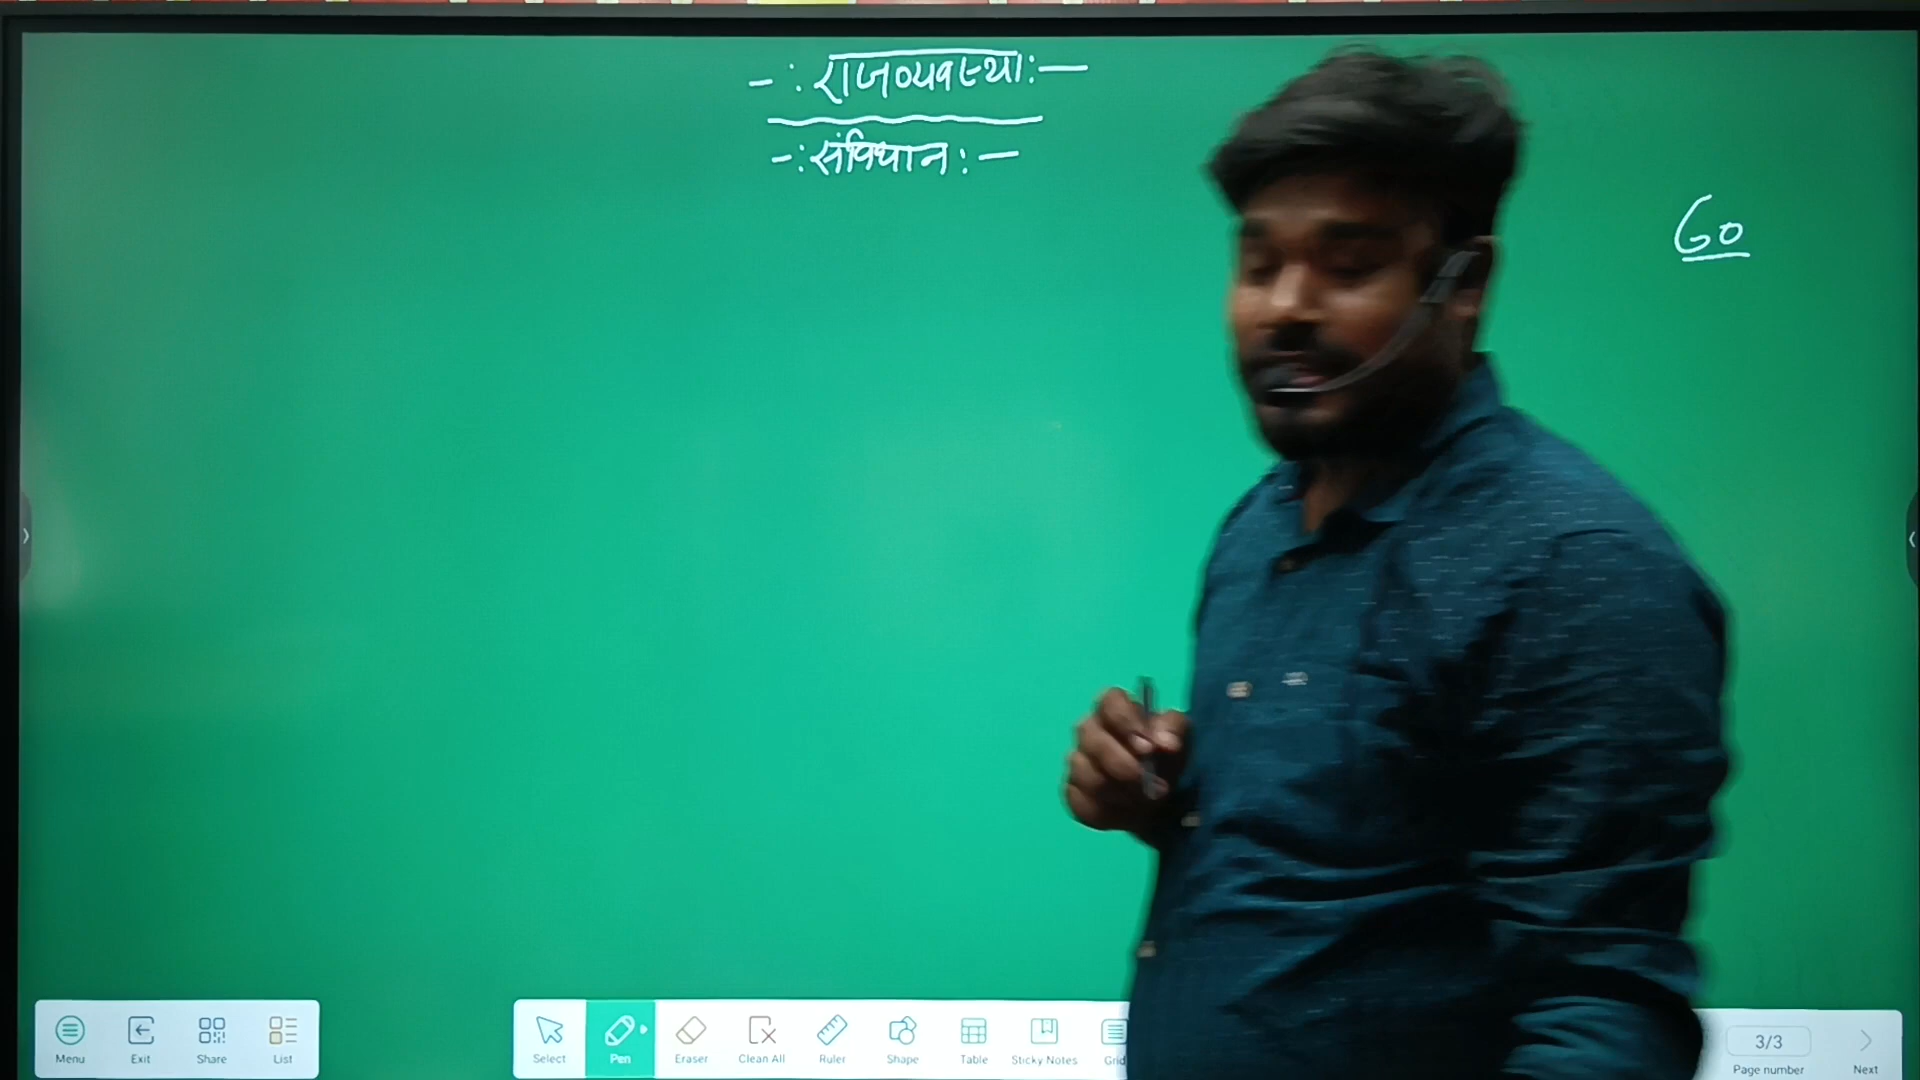 -: राजव्यवस्था :-
-: संविधान :-
60
Menu Exit Share List
Select Pen Eraser Clean All Ruler Shape Table Sticky Notes Grid
3/3
Page number Next